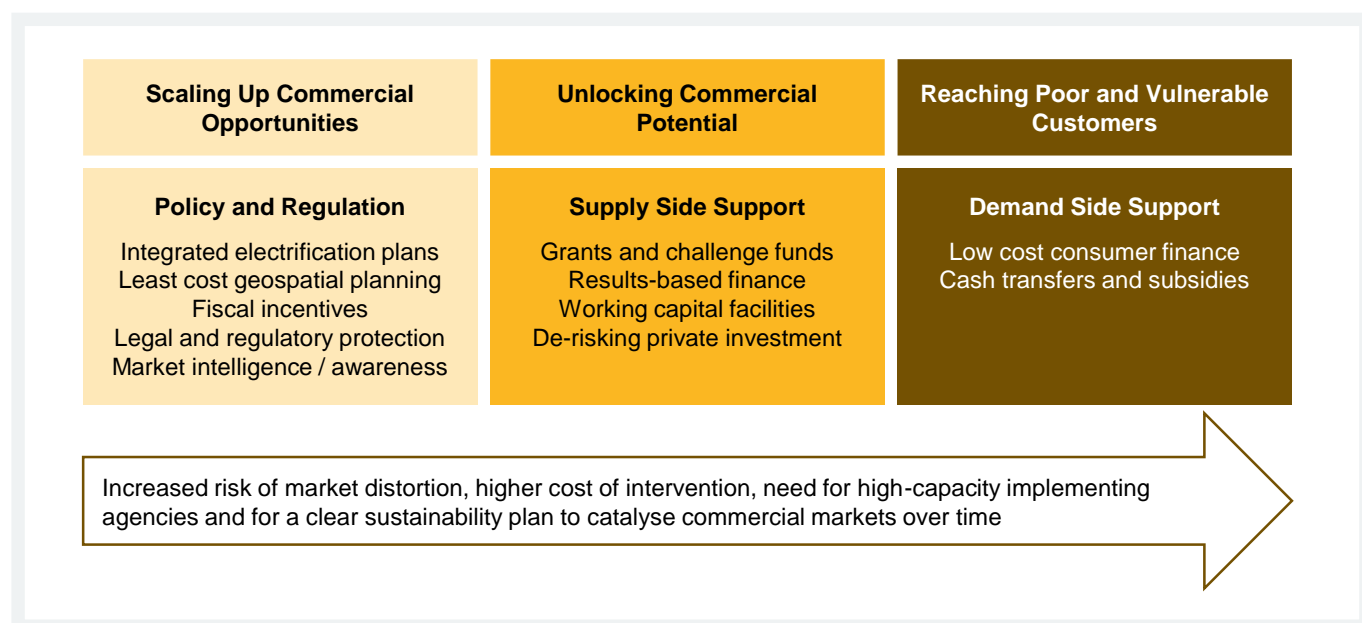 Scaling Up Commercial
Opportunities
Unlocking Commercial
Potential
Reaching Poor and Vulnerable
Customers
Policy and Regulation
Integrated electrification plans
Least cost geospatial planning
Fiscal incentives
Legal and regulatory protection
Market intelligence / awareness
Supply Side Support
Grants and challenge funds
Results-based finance
Working capital facilities
De-risking private investment
Demand Side Support
Low cost consumer finance
Cash transfers and subsidies
Increased risk of market distortion, higher cost of intervention, need for high-capacity implementing
agencies and for a clear sustainability plan to catalyse commercial markets over time